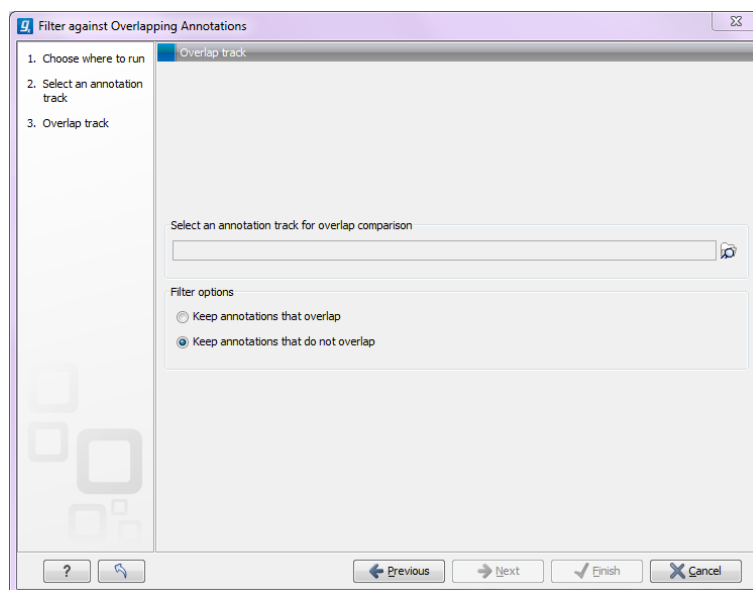 Filter against Overlapping Annotations
1. Choose where to run
2. Select an annotation
track
3. Overlap track
Overlap track
Select an annotation track for overlap comparison
Filter options
Keep annotations that overlap
Keep annotations that do not overlap
?
Previous
Next
Finish
Cancel